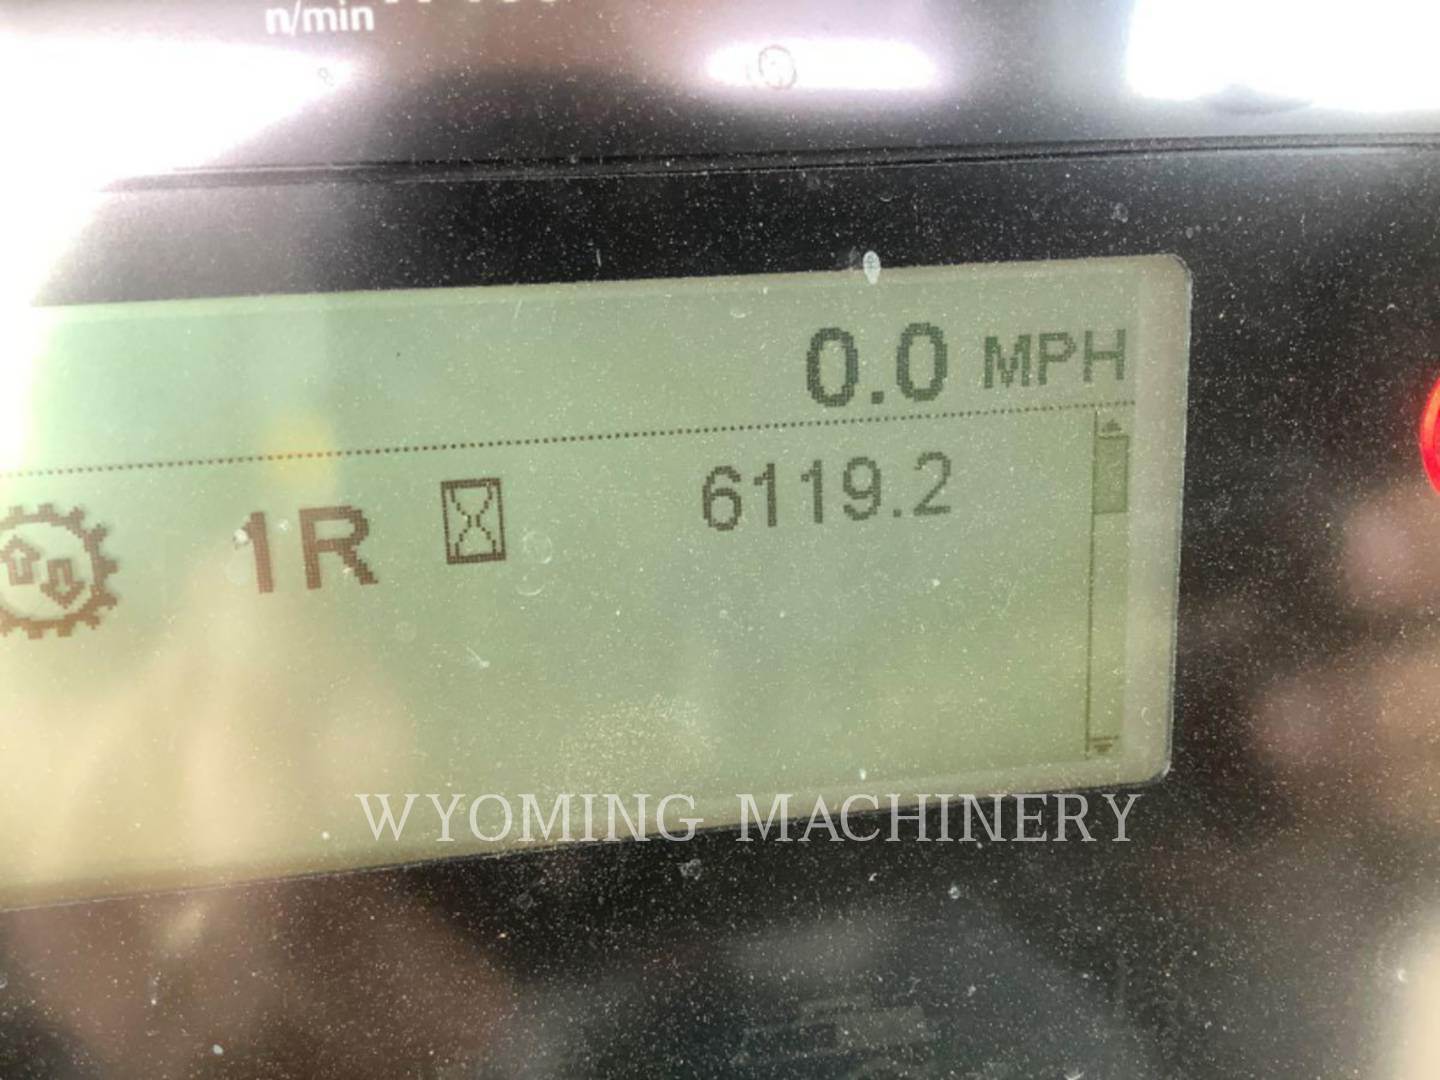 n/min
0.0 MPH
1R 6119.2
WYOMING MACHINERY